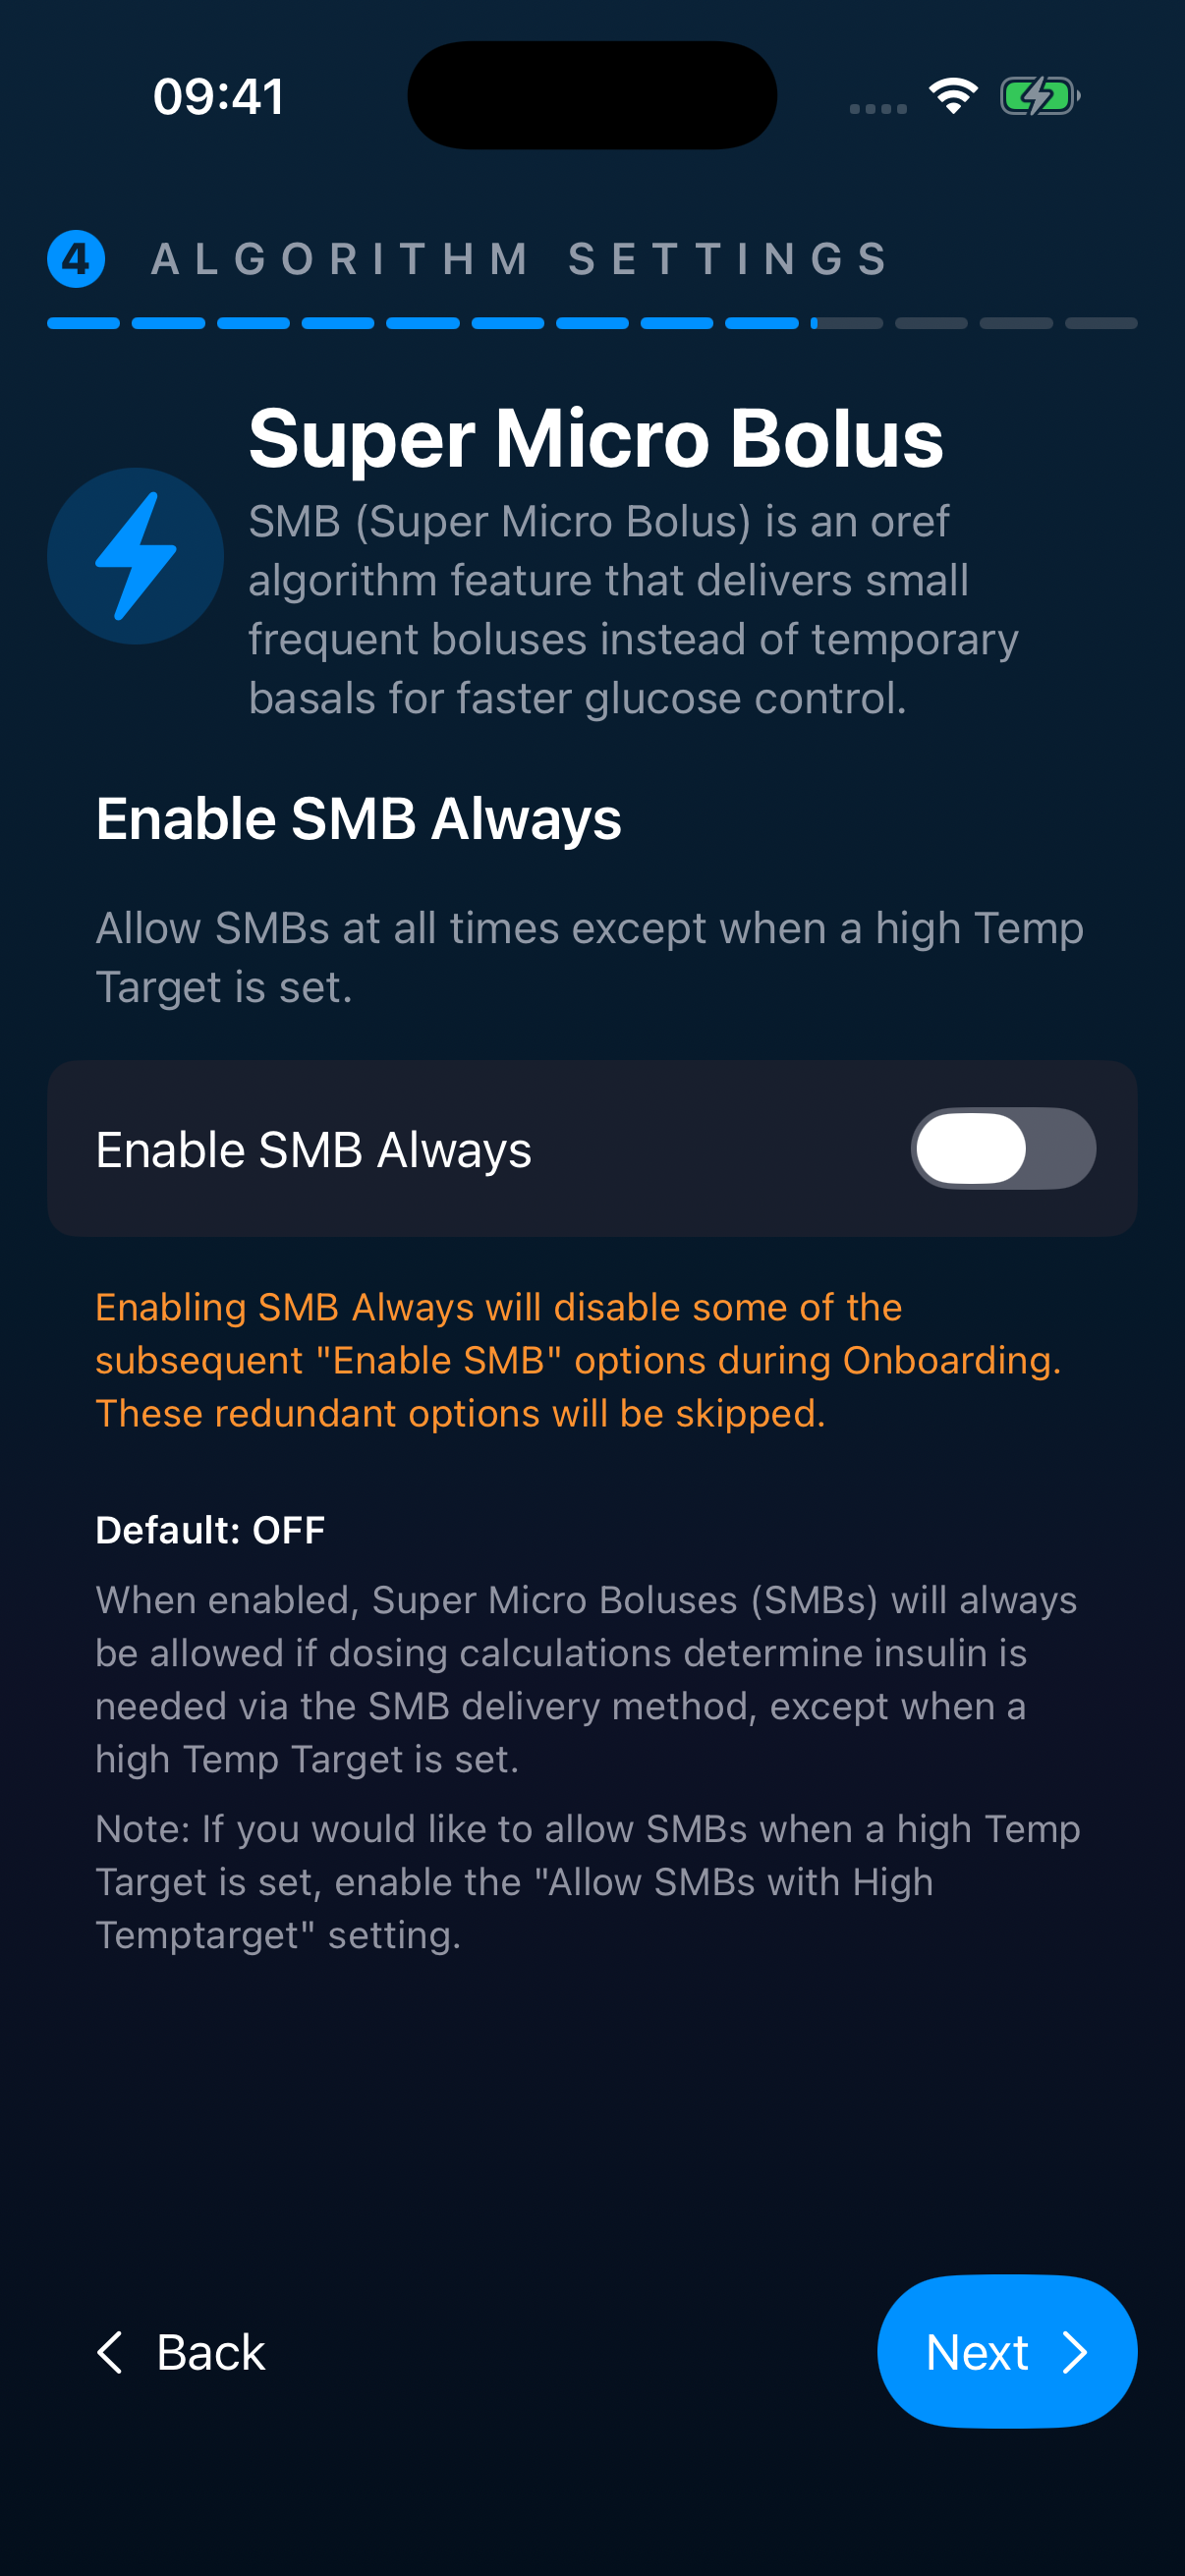 09:41
4 ALGORITHM SETTINGS
Super Micro Bolus
SMB (Super Micro Bolus) is an oref
algorithm feature that delivers small
frequent boluses instead of temporary
basals for faster glucose control.
Enable SMB Always
Allow SMBs at all times except when a high Temp
Target is set.
Enable SMB Always
Enabling SMB Always will disable some of the
subsequent "Enable SMB" options during Onboarding.
These redundant options will be skipped.
Default: OFF
When enabled, Super Micro Boluses (SMBs) will always
be allowed if dosing calculations determine insulin is
needed via the SMB delivery method, except when a
high Temp Target is set.
Note: If you would like to allow SMBs when a high Temp
Target is set, enable the "Allow SMBs with High
Temptarget" setting.
Back
Next